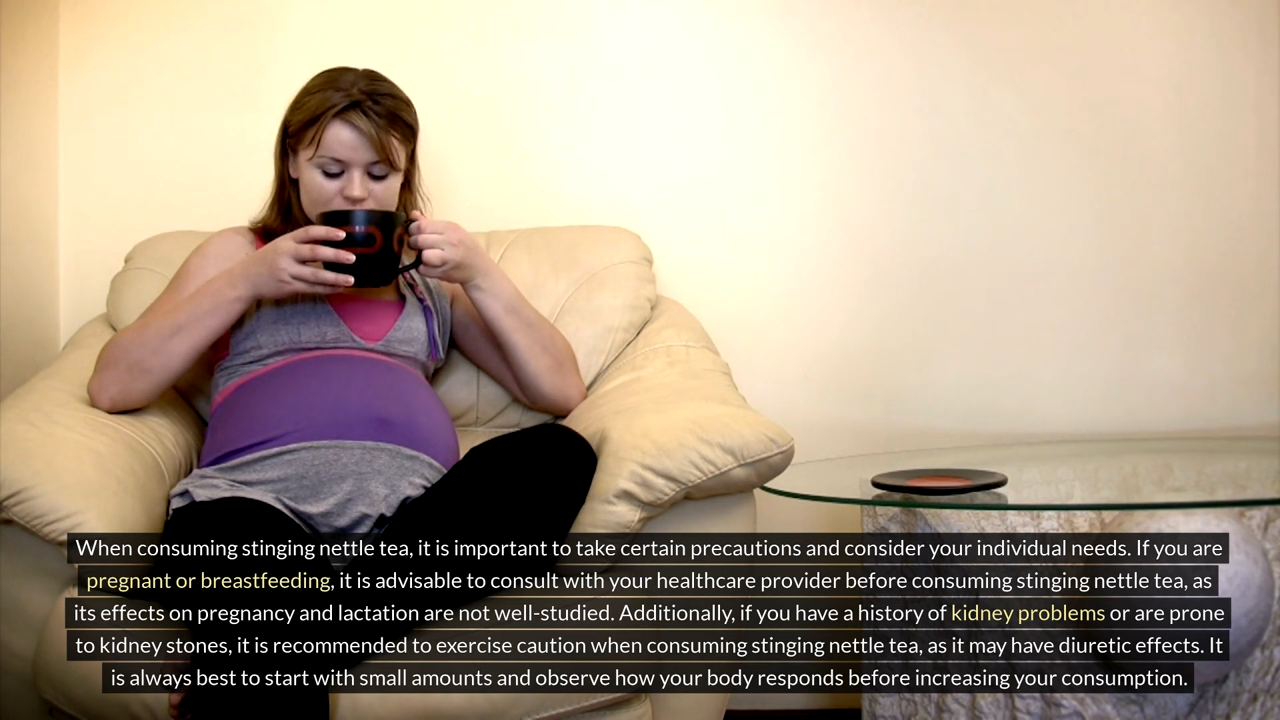 When consuming stinging nettle tea, it is important to take certain precautions and consider your individual needs. If you are
pregnant or breastfeeding, it is advisable to consult with your healthcare provider before consuming stinging nettle tea, as
its effects on pregnancy and lactation are not well-studied. Additionally, if you have a history of kidney problems or are prone
to kidney stones, it is recommended to exercise caution when consuming stinging nettle tea, as it may have diuretic effects. It
is always best to start with small amounts and observe how your body responds before increasing your consumption.